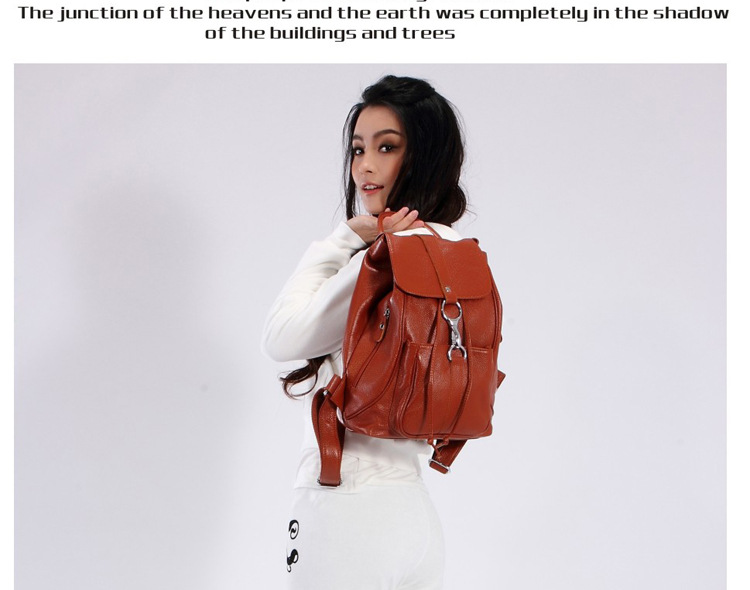 The junction of the heavens and the earth was completely in the shadow
of the buildings and trees